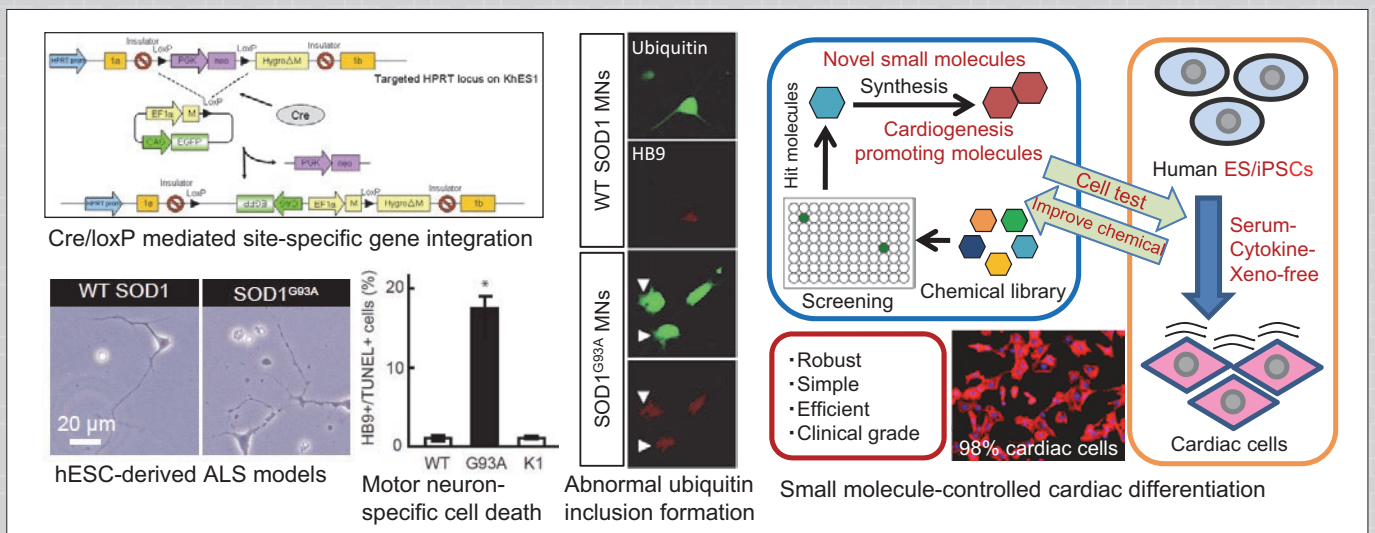 Insulator
LoxP
LoxP
Insulator
HPRT prom
1a
PGK
neo
HygroΔM
1b
Targeted HPRT locus on KhES1
LoxP
EF1α
M
Cre
CAG
EGFP
PGK
neo
Insulator
LoxP
LoxP
Insulator
HPRT prom
1a
EGFP
CAG
EF1α
M
HygroΔM
1b
Cre/loxP mediated site-specific gene integration
WT SOD1
SOD1G93A
20 μm
hESC-derived ALS models
HB9+/TUNEL+ cells (%)
20
10
0
*
WT
G93A
K1
Motor neuron-
specific cell death
WT SOD1 MNs
SOD1G93A MNs
Ubiquitin
HB9
Abnormal ubiquitin
inclusion formation
Novel small molecules
Synthesis
Cardiogenesis
promoting molecules
Hit molecules
Screening
Chemical library
Cell test
Improve chemical
Human ES/iPSCs
Serum-
Cytokine-
Xeno-free
Cardiac cells
・Robust
・Simple
・Efficient
・Clinical grade
98% cardiac cells
Small molecule-controlled cardiac differentiation